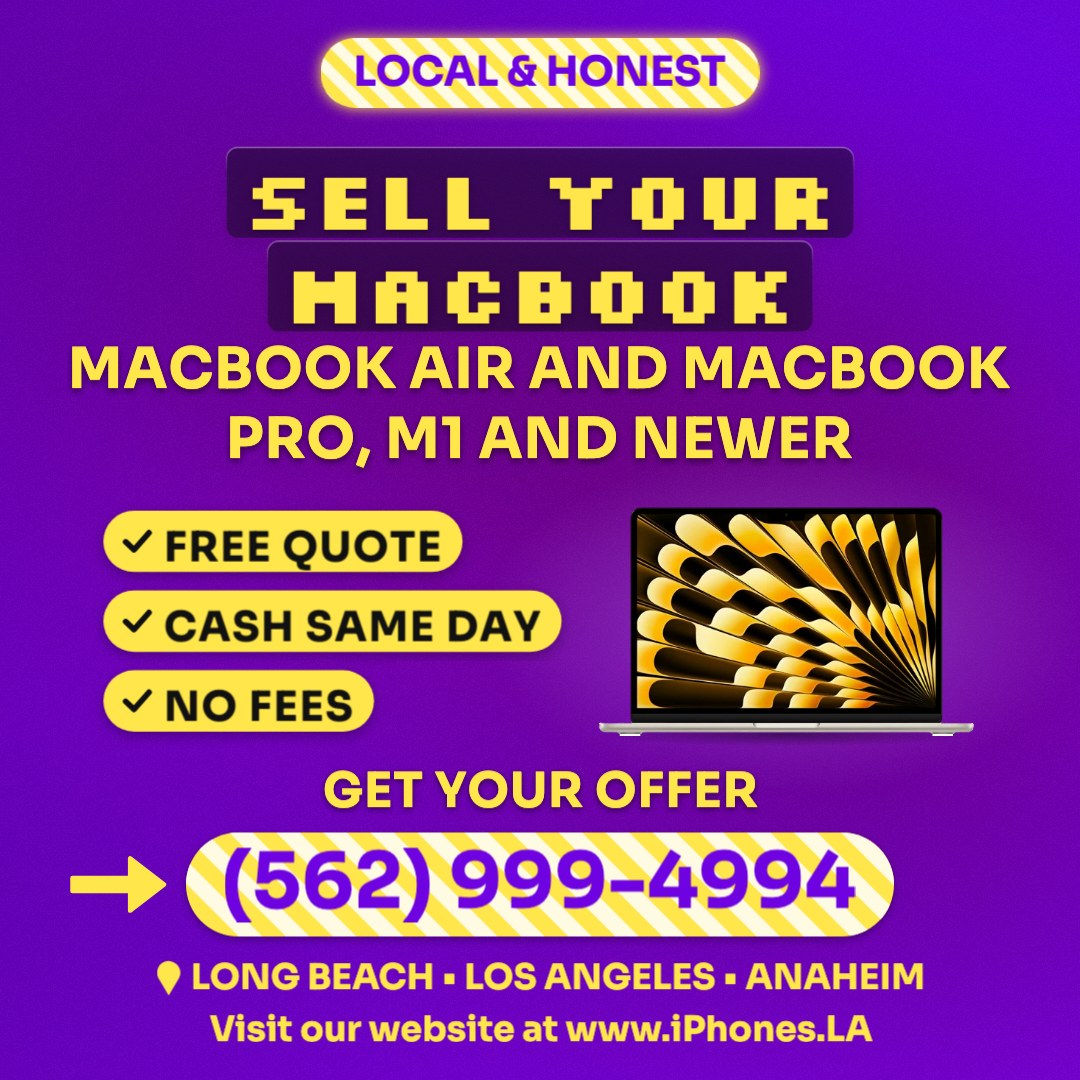 LOCAL & HONEST
SELL YOUR
MACBOOK
MACBOOK AIR AND MACBOOK
PRO, M1 AND NEWER
✓ FREE QUOTE
✓ CASH SAME DAY
✓ NO FEES
GET YOUR OFFER
(562) 999-4994
LONG BEACH ▪ LOS ANGELES ▪ ANAHEIM
Visit our website at www.iPhones.LA